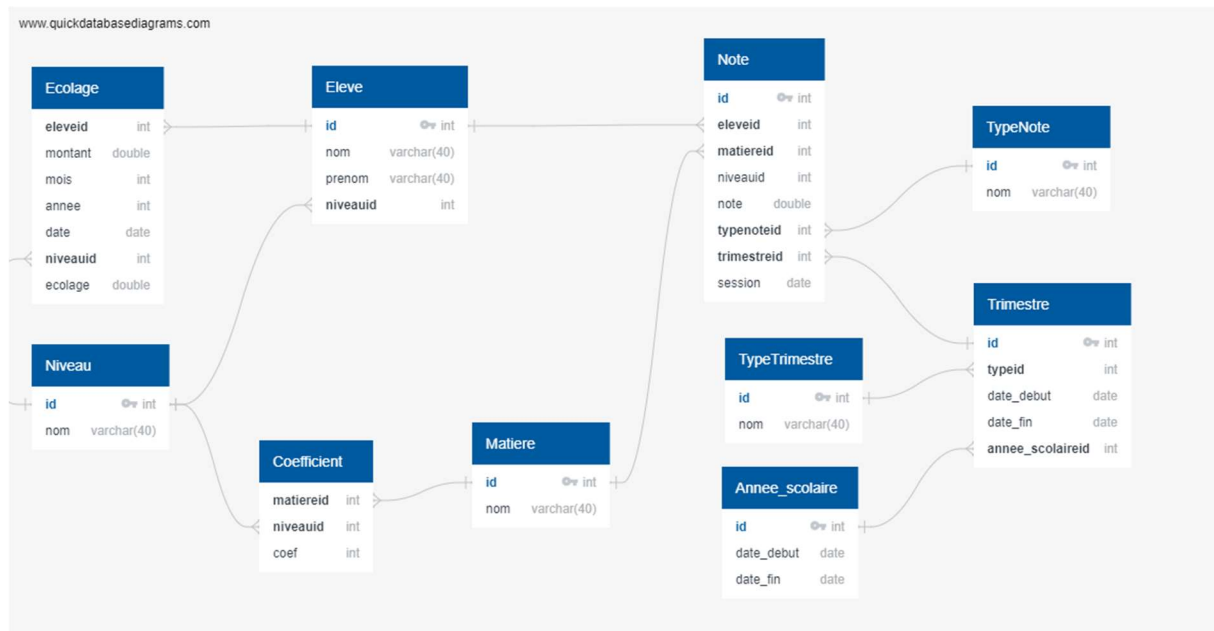 www.quickdatabasediagrams.com
Ecolage
eleveid int
montant double
mois int
annee int
date date
niveauid int
ecolage double
Eleve
id int
nom varchar(40)
prenom varchar(40)
niveauid int
Note
id int
eleveid int
matiereid int
niveauid int
note double
typenoteid int
trimestreid int
session date
TypeNote
id int
nom varchar(40)
Trimestre
id int
typeid int
date_debut date
date_fin date
annee_scolaireid int
Niveau
id int
nom varchar(40)
TypeTrimestre
id int
nom varchar(40)
Coefficient
matiereid int
niveauid int
coef int
Matiere
id int
nom varchar(40)
Annee_scolaire
id int
date_debut date
date_fin date